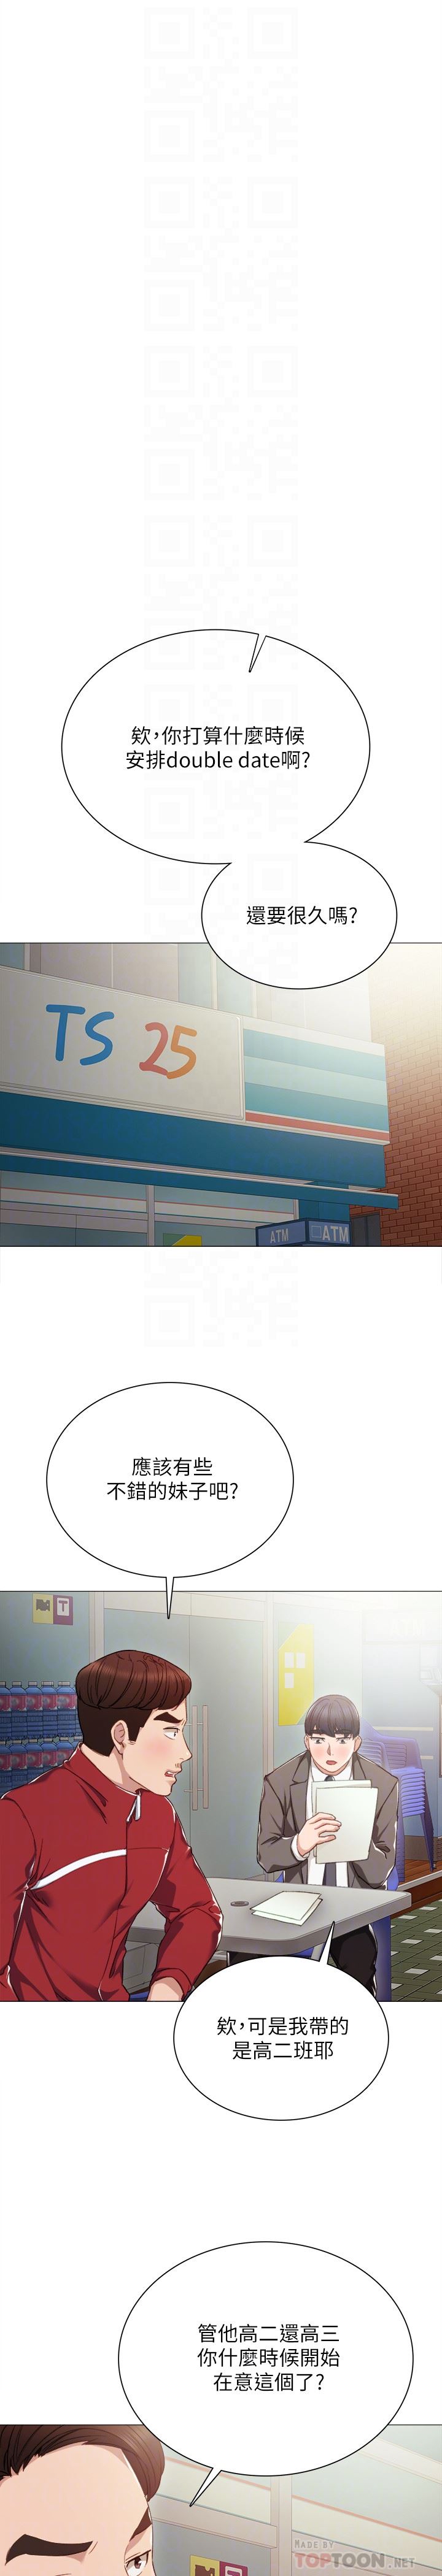 欸，你打算什麼時候
安排double date啊?
還要很久嗎?
TS 25
ATM
ATM
應該有些
不錯的妹子吧?
T
欸，可是我帶的
是高二班耶
管他高二還高三
你什麼時候開始
在意這個了?
MADE BY
TOPTOON.NET